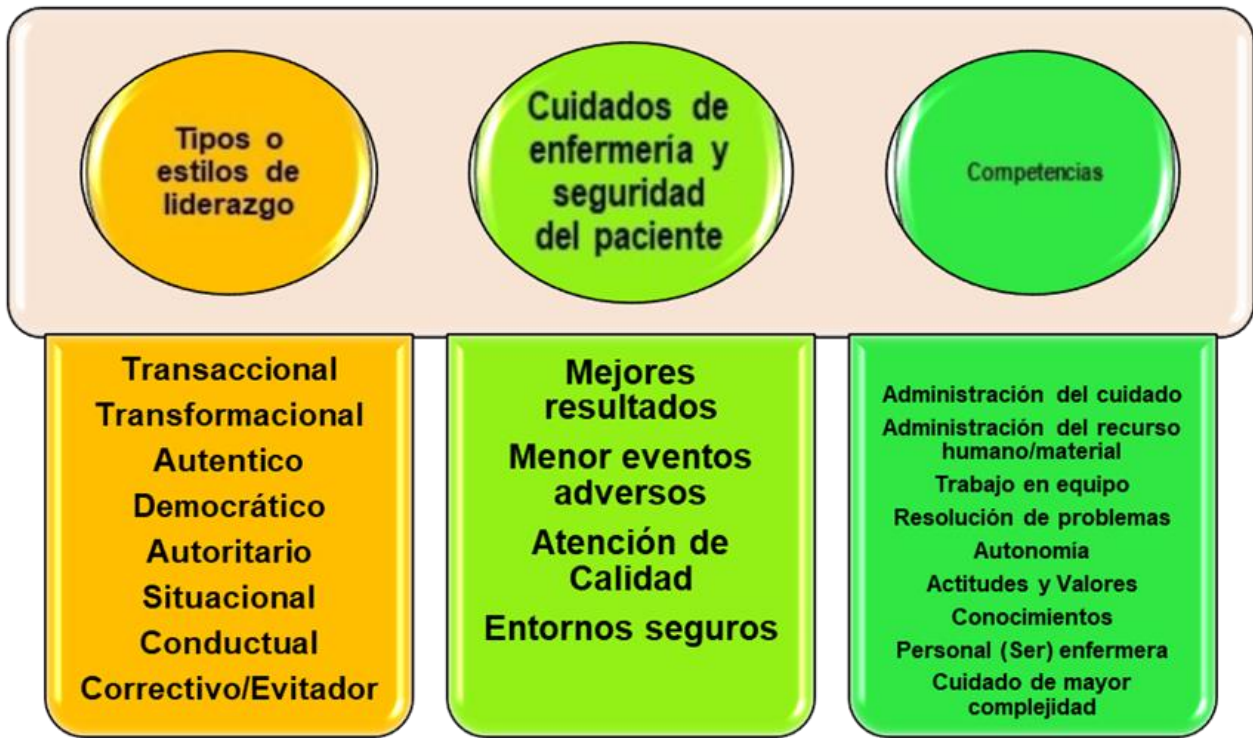 Tipos o
estilos de
liderazgo
Cuidados de
enfermería y
seguridad
del paciente
Competencias
Transaccional
Transformacional
Autentico
Democrático
Autoritario
Situacional
Conductual
Correctivo/Evitador
Mejores
resultados
Menor eventos
adversos
Atención de
Calidad
Entornos seguros
Administración del cuidado
Administración del recurso
humano/material
Trabajo en equipo
Resolución de problemas
Autonomía
Actitudes y Valores
Conocimientos
Personal (Ser) enfermera
Cuidado de mayor
complejidad